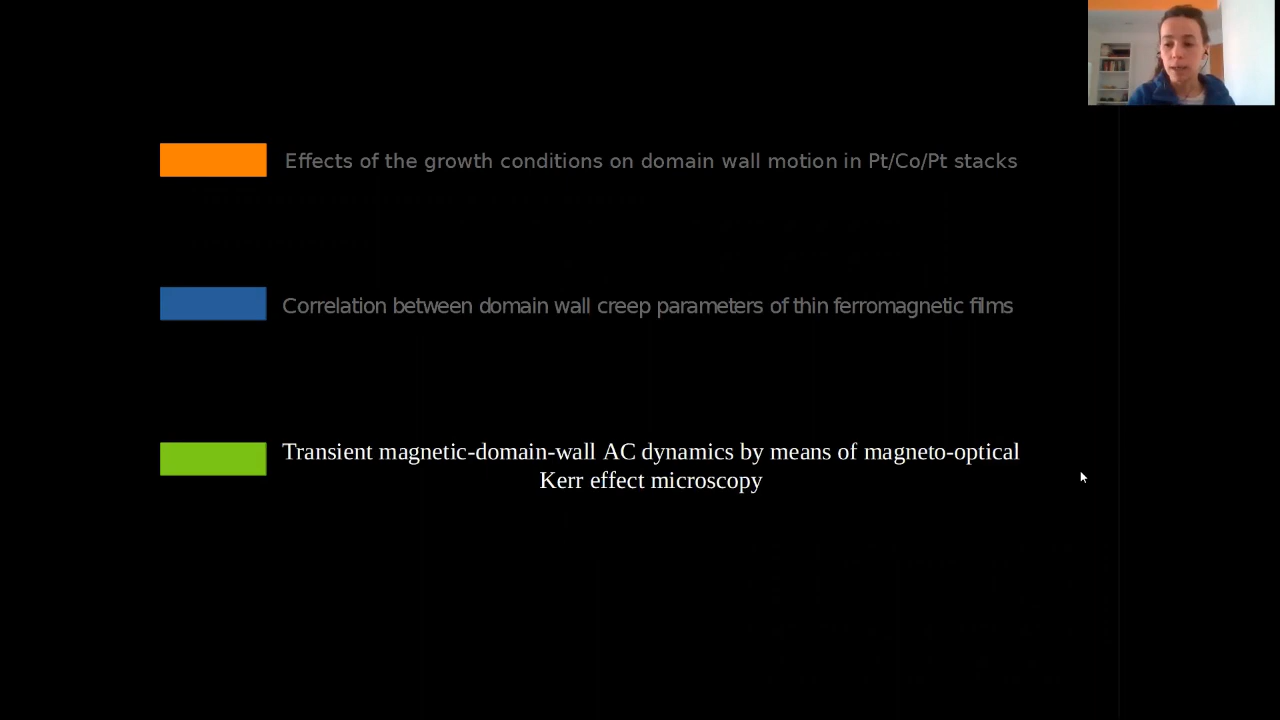 Effects of the growth conditions on domain wall motion in Pt/Co/Pt stacks
Correlation between domain wall creep parameters of thin ferromagnetic films
Transient magnetic-domain-wall AC dynamics by means of magneto-optical
Kerr effect microscopy